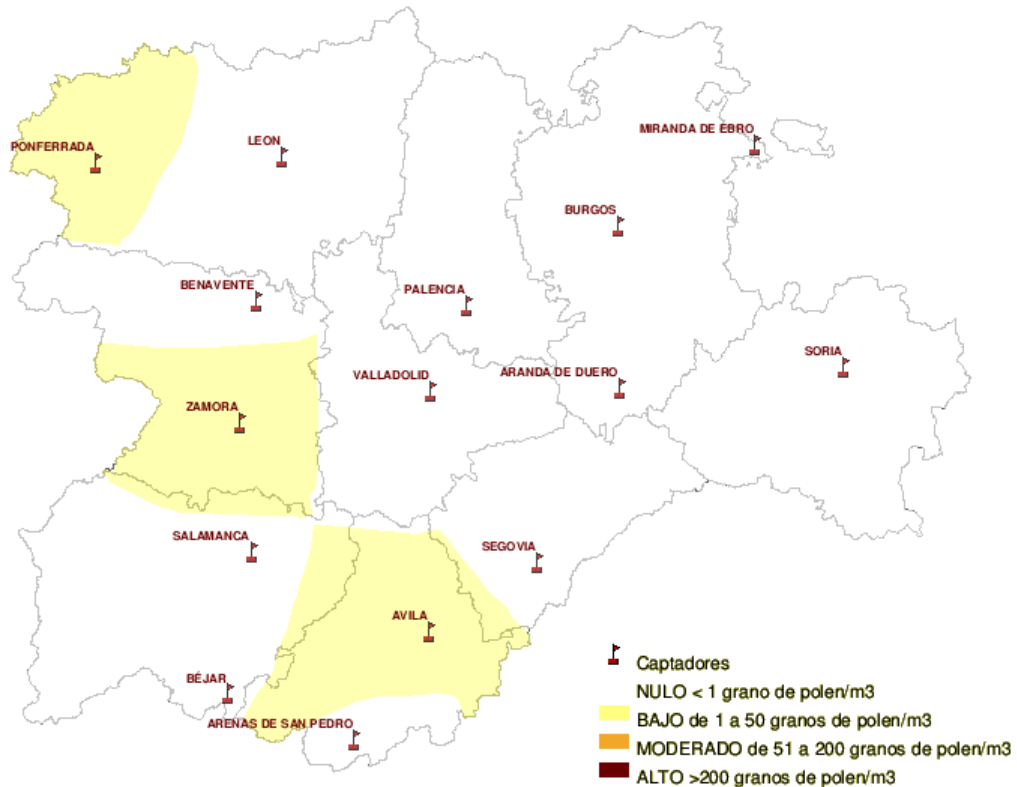 MIRANDA DE EBRO
PONFERRADA
LEON
BURGOS
BENAVENTE
PALENCIA
SORIA
VALLADOLID
ARANDA DE DUERO
ZAMORA
SALAMANCA
SEGOVIA
AVILA
BÉJAR
ARENAS DE SAN PEDRO
Captadores
NULO < 1 grano de polen/m3
BAJO de 1 a 50 granos de polen/m3
MODERADO de 51 a 200 granos de polen/m3
ALTO >200 granos de polen/m3